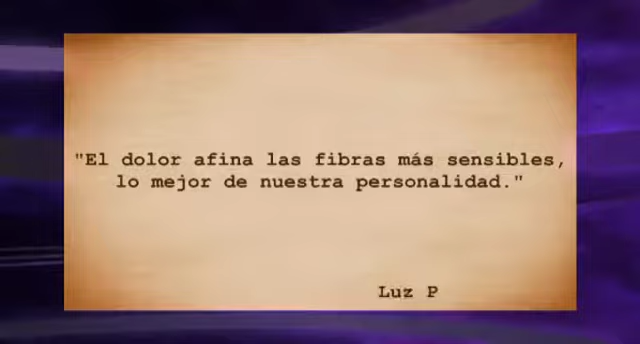 "El dolor afina las fibras más sensibles,
lo mejor de nuestra personalidad."
Luz P